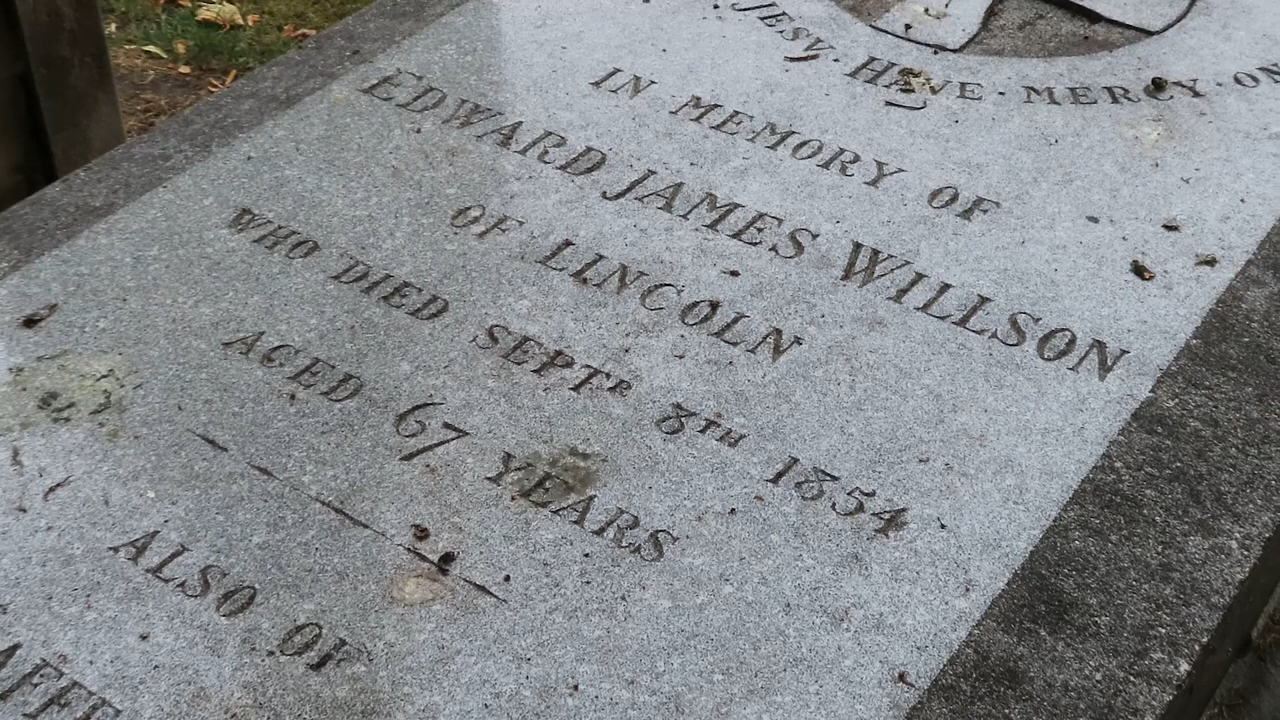 JESV · HAVE · MERCY · ON
IN MEMORY OF
EDWARD JAMES WILLSON
OF LINCOLN
WHO DIED SEPTR 8TH 1854
AGED 67 YEARS
ALSO OF